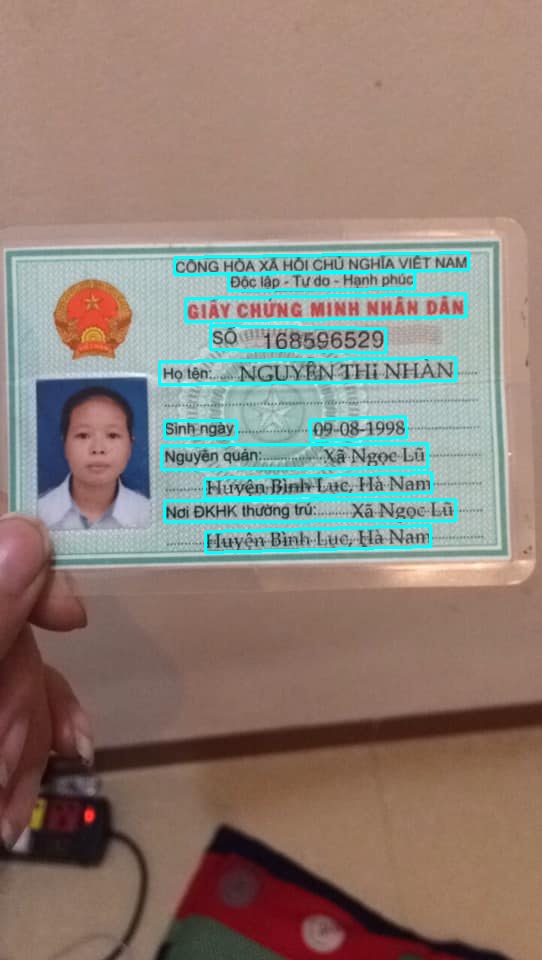 CỘNG HÒA XÃ HỘI CHỦ NGHĨA VIỆT NAM
Độc lập - Tự do - Hạnh phúc
GIẤY CHỨNG MINH NHÂN DÂN
SỐ 168596529
Họ tên: NGUYỄN THỊ NHÀN
Sinh ngày 09-08-1998
Nguyên quán: Xã Ngọc Lũ
Huyện Bình Lục, Hà Nam
Nơi ĐKHK thường trú: Xã Ngọc Lũ
Huyện Bình Lục, Hà Nam